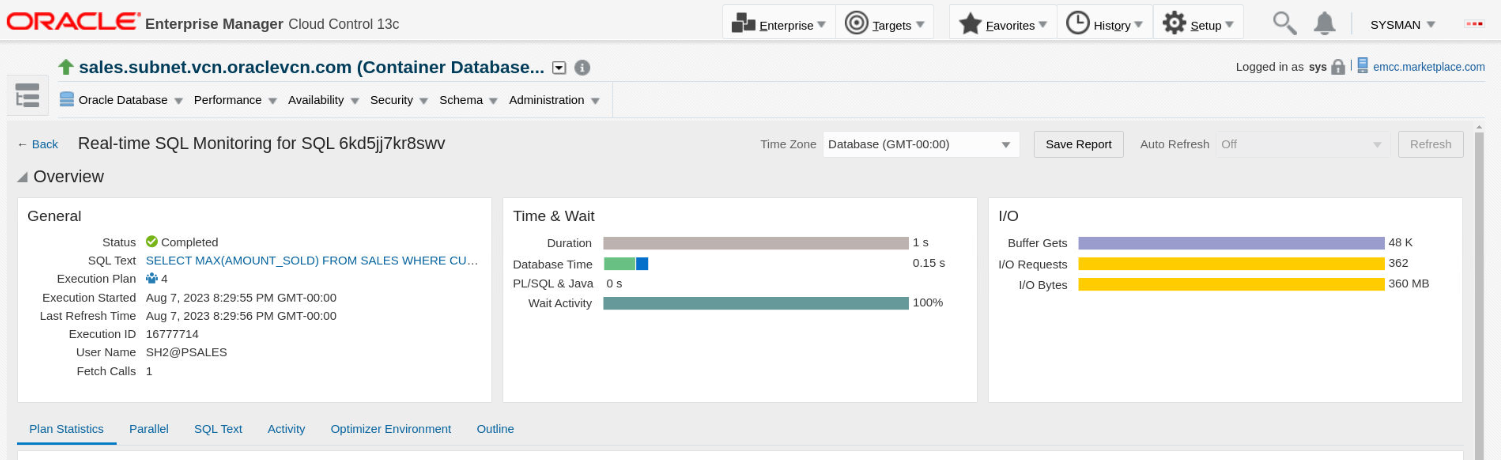 ORACLE Enterprise Manager Cloud Control 13c Enterprise Targets Favorites History Setup SYSMAN
sales.subnet.vcn.oraclevcn.com (Container Database... Logged in as sys emcc.marketplace.com
Oracle Database Performance Availability Security Schema Administration
← Back Real-time SQL Monitoring for SQL 6kd5jj7kr8swv Time Zone Database (GMT-00:00) Save Report Auto Refresh Off Refresh
Overview
General
Status Completed
SQL Text SELECT MAX(AMOUNT_SOLD) FROM SALES WHERE CU…
Execution Plan 4
Execution Started Aug 7, 2023 8:29:55 PM GMT-00:00
Last Refresh Time Aug 7, 2023 8:29:56 PM GMT-00:00
Execution ID 16777714
User Name SH2@PSALES
Fetch Calls 1
Time & Wait
Duration 1 s
Database Time 0.15 s
PL/SQL & Java 0 s
Wait Activity 100%
I/O
Buffer Gets 48 K
I/O Requests 362
I/O Bytes 360 MB
Plan Statistics Parallel SQL Text Activity Optimizer Environment Outline